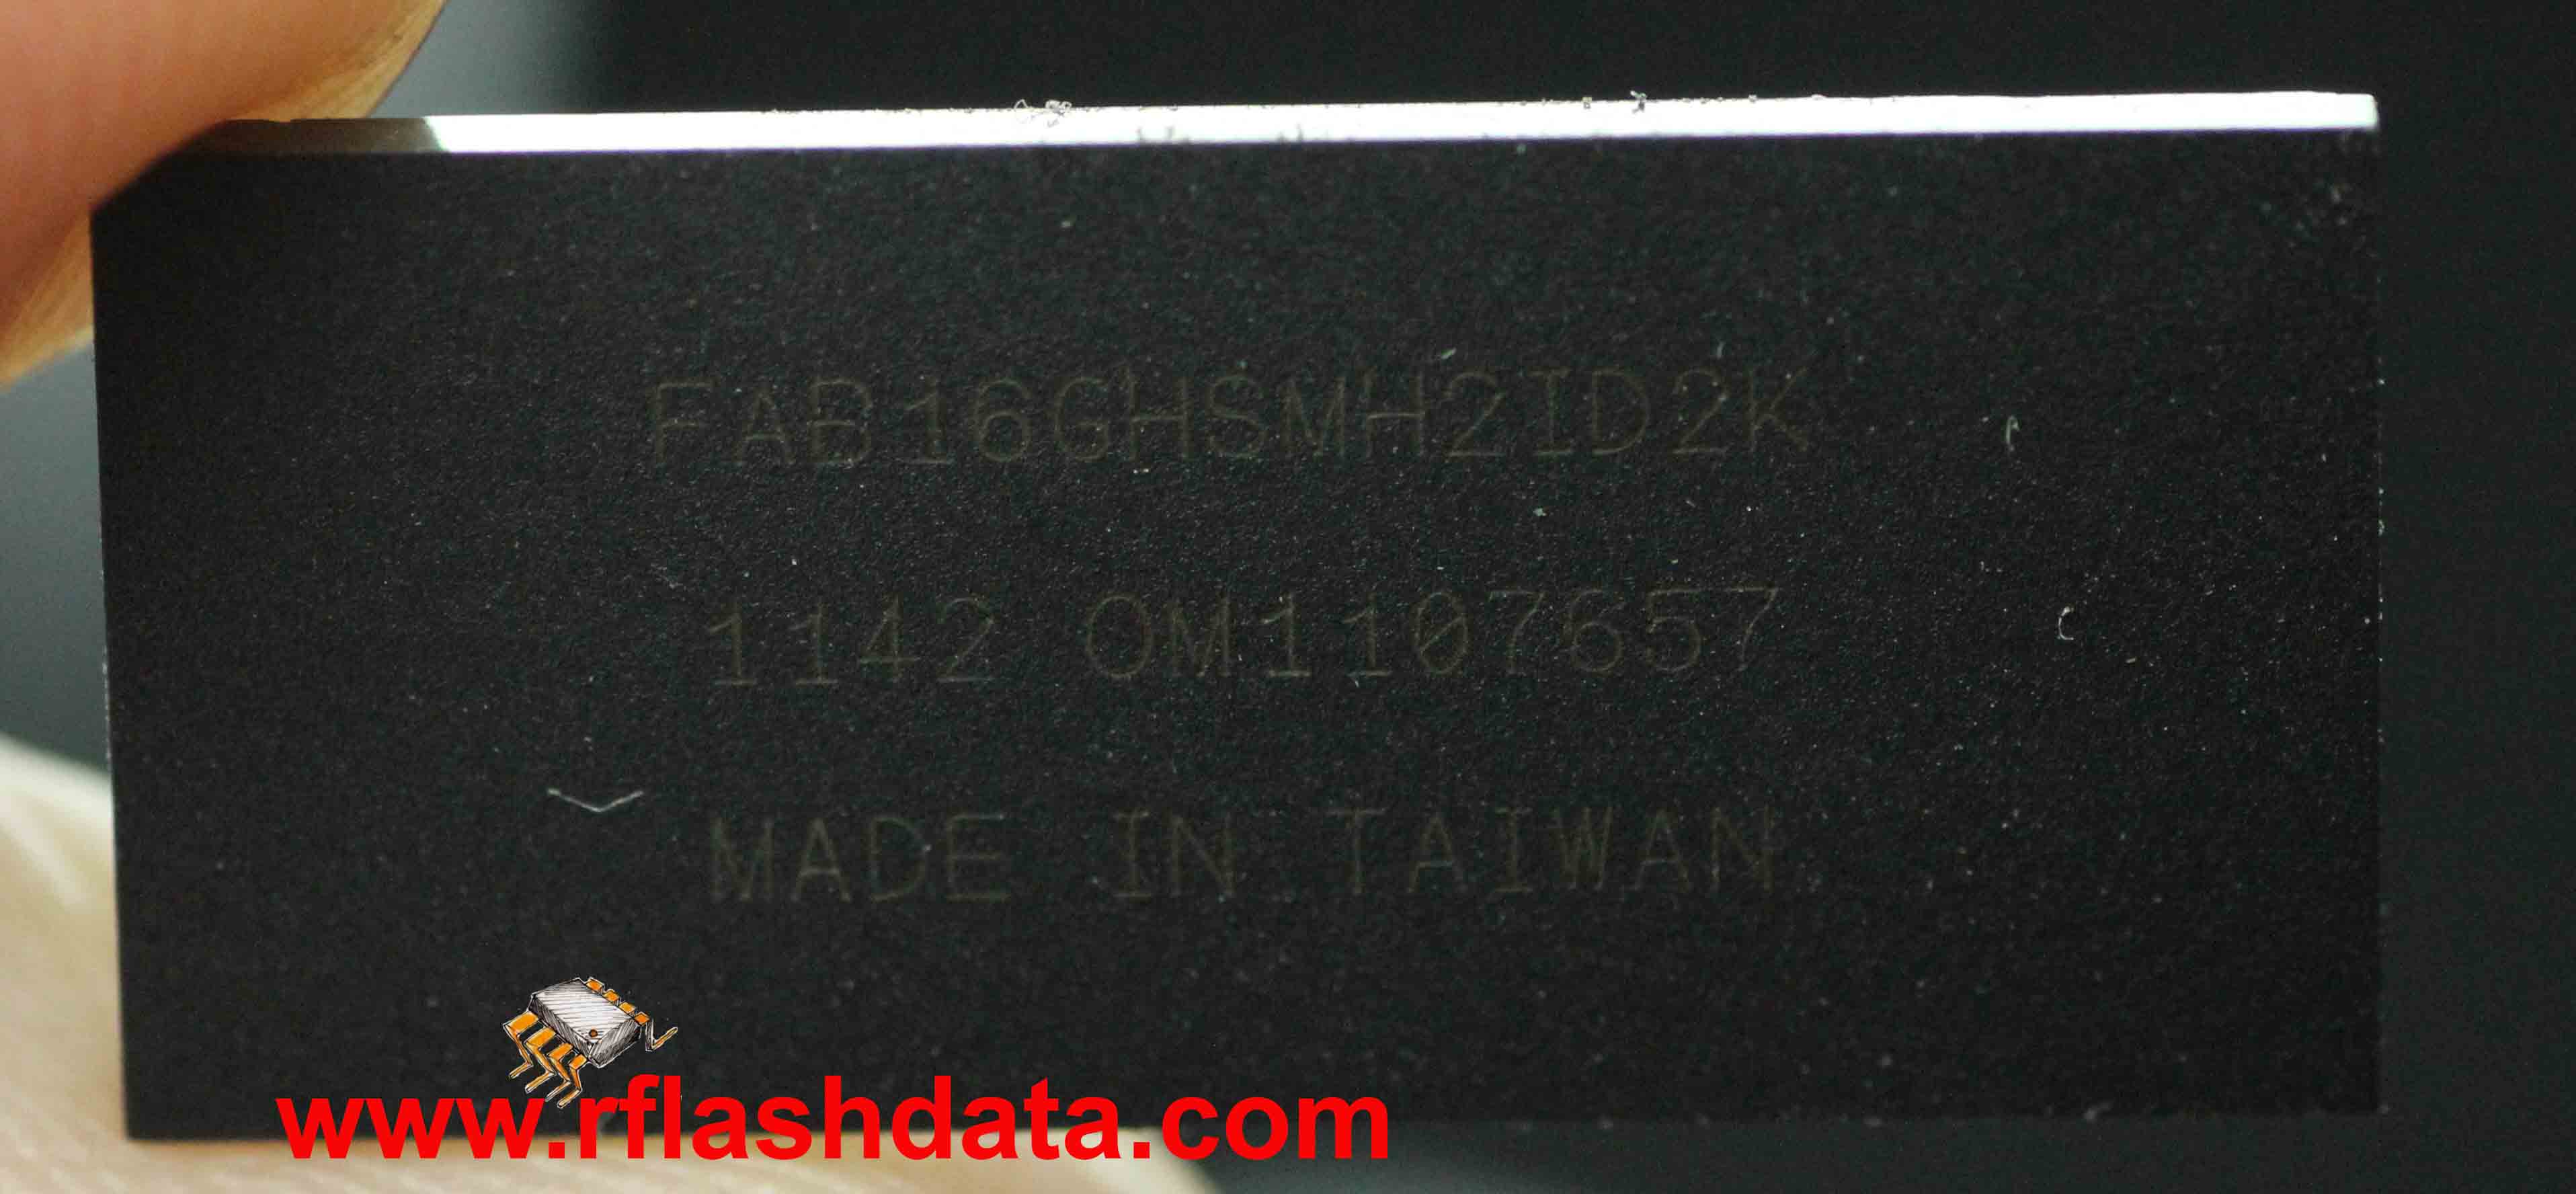 FAB16GHSMH2ID2K
1142 OM1107657
MADE IN TAIWAN
www.rflashdata.com